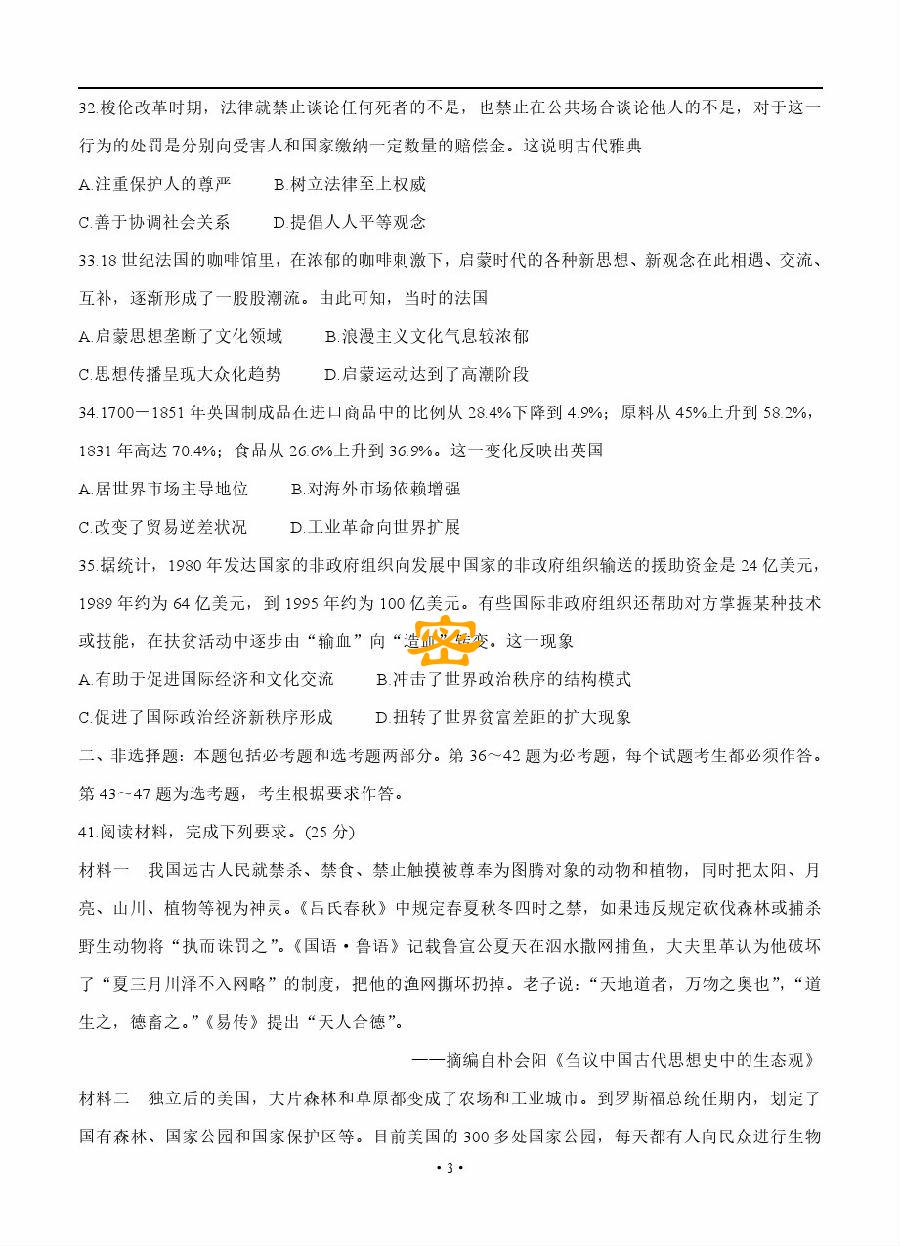 32.梭伦改革时期，法律就禁止谈论任何死者的不是，也禁止在公共场合谈论他人的不是，对于这一
行为的处罚是分别向受害人和国家缴纳一定数量的赔偿金。这说明古代雅典
A.注重保护人的尊严 B.树立法律至上权威
C.善于协调社会关系 D.提倡人人平等观念
33.18 世纪法国的咖啡馆里，在浓郁的咖啡刺激下，启蒙时代的各种新思想、新观念在此相遇、交流、
互补，逐渐形成了一股股潮流。由此可知，当时的法国
A.启蒙思想垄断了文化领域 B.浪漫主义文化气息较浓郁
C.思想传播呈现大众化趋势 D.启蒙运动达到了高潮阶段
34.1700－1851 年英国制成品在进口商品中的比例从 28.4%下降到 4.9%；原料从 45%上升到 58.2%，
1831 年高达 70.4%；食品从 26.6%上升到 36.9%。这一变化反映出英国
A.居世界市场主导地位 B.对海外市场依赖增强
C.改变了贸易逆差状况 D.工业革命向世界扩展
35 据统计，1980 年发达国家的非政府组织向发展中国家的非政府组织输送的援助资金是 24 亿美元，
1989 年约为 64 亿美元，到 1995 年约为 100 亿美元。有些国际非政府组织还帮助对方掌握某种技术
或技能，在扶贫活动中逐步由“输血”向“造血”转变。这一现象
密
A.有助于促进国际经济和文化交流 B.冲击了世界政治秩序的结构模式
C.促进了国际政治经济新秩序形成 D.扭转了世界贫富差距的扩大现象
二、非选择题：本题包括必考题和选考题两部分。第 36～42 题为必考题，每个试题考生都必须作答。
第 43～47 题为选考题，考生根据要求作答。
41.阅读材料，完成下列要求。(25 分)
材料一　我国远古人民就禁杀、禁食、禁止触摸被尊奉为图腾对象的动物和植物，同时把太阳、月
亮、山川、植物等视为神灵。《吕氏春秋》中规定春夏秋冬四时之禁，如果违反规定砍伐森林或捕杀
野生动物将“执而诛罚之”。《国语·鲁语》记载鲁宣公夏天在泗水撒网捕鱼，大夫里革认为他破坏
了“夏三月川泽不入网略”的制度，把他的渔网撕坏扔掉。老子说：“天地道者，万物之奥也”，“道
生之，德畜之。”《易传》提出“天人合德”。
——摘编自朴会阳《刍议中国古代思想史中的生态观》
材料二　独立后的美国，大片森林和草原都变成了农场和工业城市。到罗斯福总统任期内，划定了
国有森林、国家公园和国家保护区等。目前美国的 300 多处国家公园，每天都有人向民众进行生物
·3·